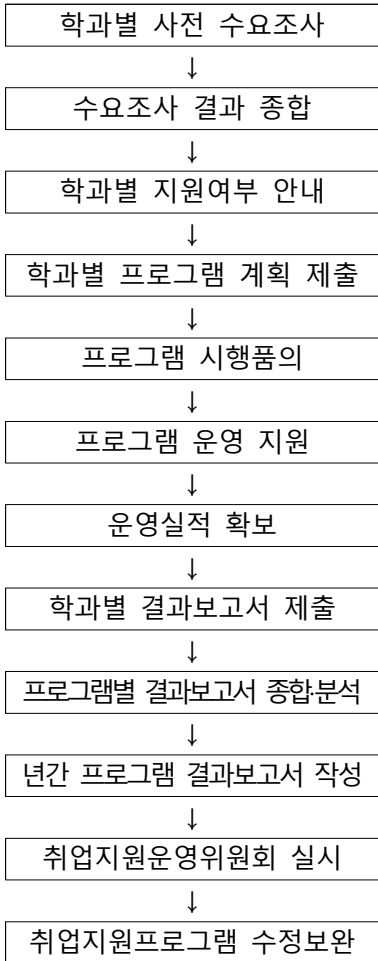 학과별 사전 수요조사
↓
수요조사 결과 종합
↓
학과별 지원여부 안내
↓
학과별 프로그램 계획 제출
↓
프로그램 시행품의
↓
프로그램 운영 지원
↓
운영실적 확보
↓
학과별 결과보고서 제출
↓
프로그램별 결과보고서 종합·분석
↓
년간 프로그램 결과보고서 작성
↓
취업지원운영위원회 실시
↓
취업지원프로그램 수정보완